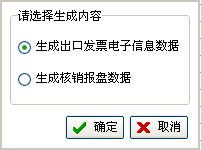 请选择生成内容
生成出口发票电子信息数据
生成核销报盘数据
确定 取消